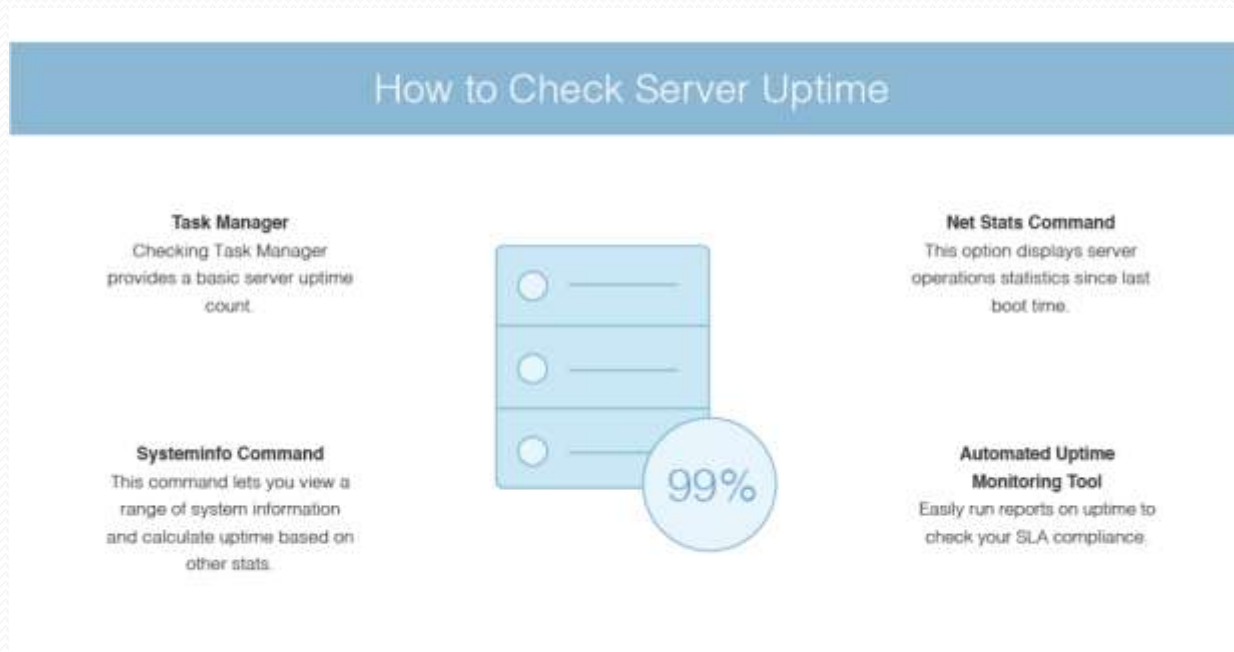 How to Check Server Uptime
Task Manager
Checking Task Manager
provides a basic server uptime
count.
Net Stats Command
This option displays server
operations statistics since last
boot time.
Systeminfo Command
This command lets you view a
range of system information
and calculate uptime based on
other stats.
99%
Automated Uptime
Monitoring Tool
Easily run reports on uptime to
check your SLA compliance.